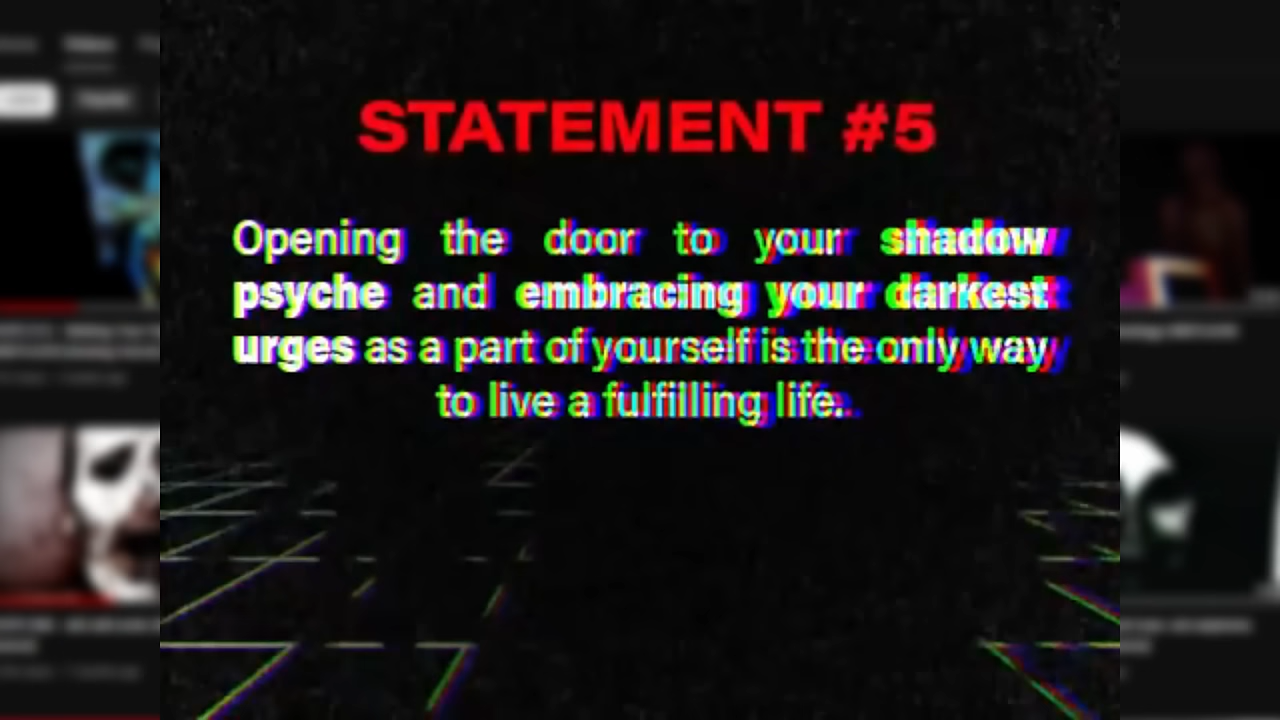 STATEMENT #5
Opening the door to your shadow
psyche and embracing your darkest
urges as a part of yourself is the only way
to live a fulfilling life.